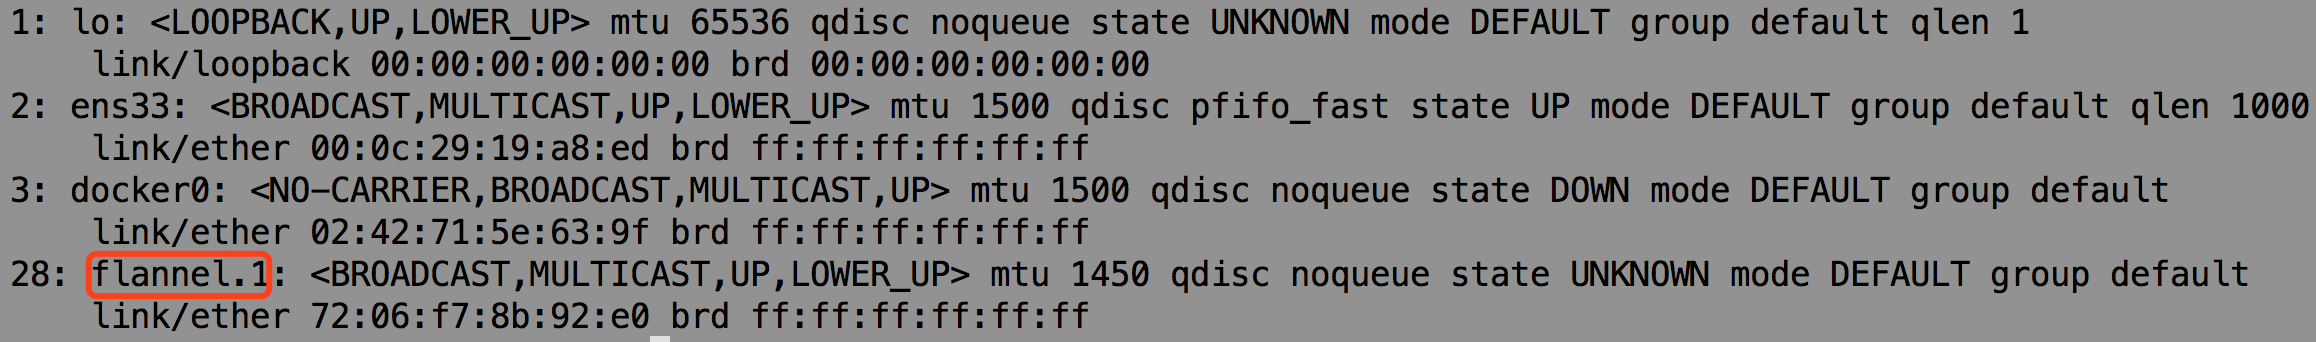 1: lo: <LOOPBACK,UP,LOWER_UP> mtu 65536 qdisc noqueue state UNKNOWN mode DEFAULT group default qlen 1
    link/loopback 00:00:00:00:00:00 brd 00:00:00:00:00:00
2: ens33: <BROADCAST,MULTICAST,UP,LOWER_UP> mtu 1500 qdisc pfifo_fast state UP mode DEFAULT group default qlen 1000
    link/ether 00:0c:29:19:a8:ed brd ff:ff:ff:ff:ff:ff
3: docker0: <NO-CARRIER,BROADCAST,MULTICAST,UP> mtu 1500 qdisc noqueue state DOWN mode DEFAULT group default
    link/ether 02:42:71:5e:63:9f brd ff:ff:ff:ff:ff:ff
28: flannel.1: <BROADCAST,MULTICAST,UP,LOWER_UP> mtu 1450 qdisc noqueue state UNKNOWN mode DEFAULT group default
    link/ether 72:06:f7:8b:92:e0 brd ff:ff:ff:ff:ff:ff